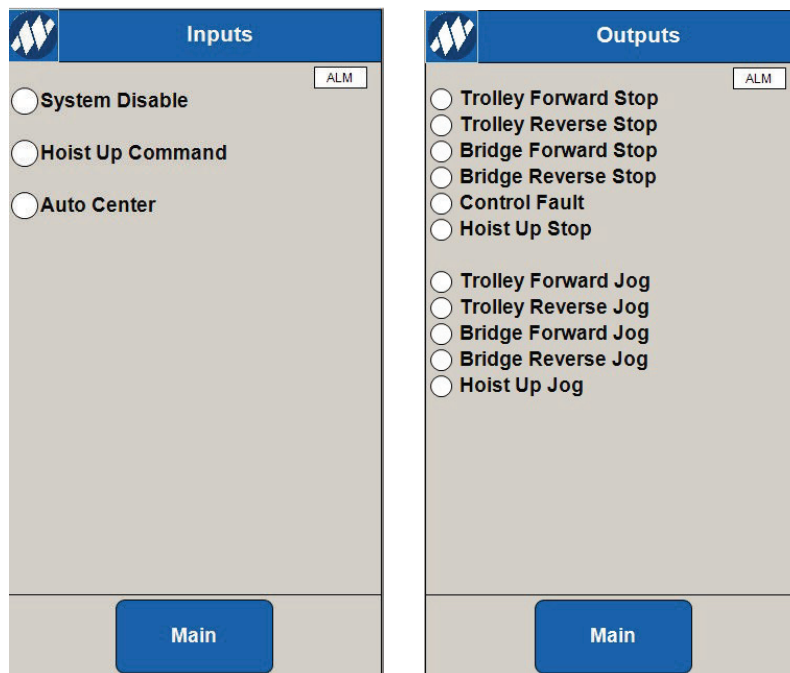 Inputs
ALM
System Disable
Hoist Up Command
Auto Center
Main
Outputs
ALM
Trolley Forward Stop
Trolley Reverse Stop
Bridge Forward Stop
Bridge Reverse Stop
Control Fault
Hoist Up Stop
Trolley Forward Jog
Trolley Reverse Jog
Bridge Forward Jog
Bridge Reverse Jog
Hoist Up Jog
Main